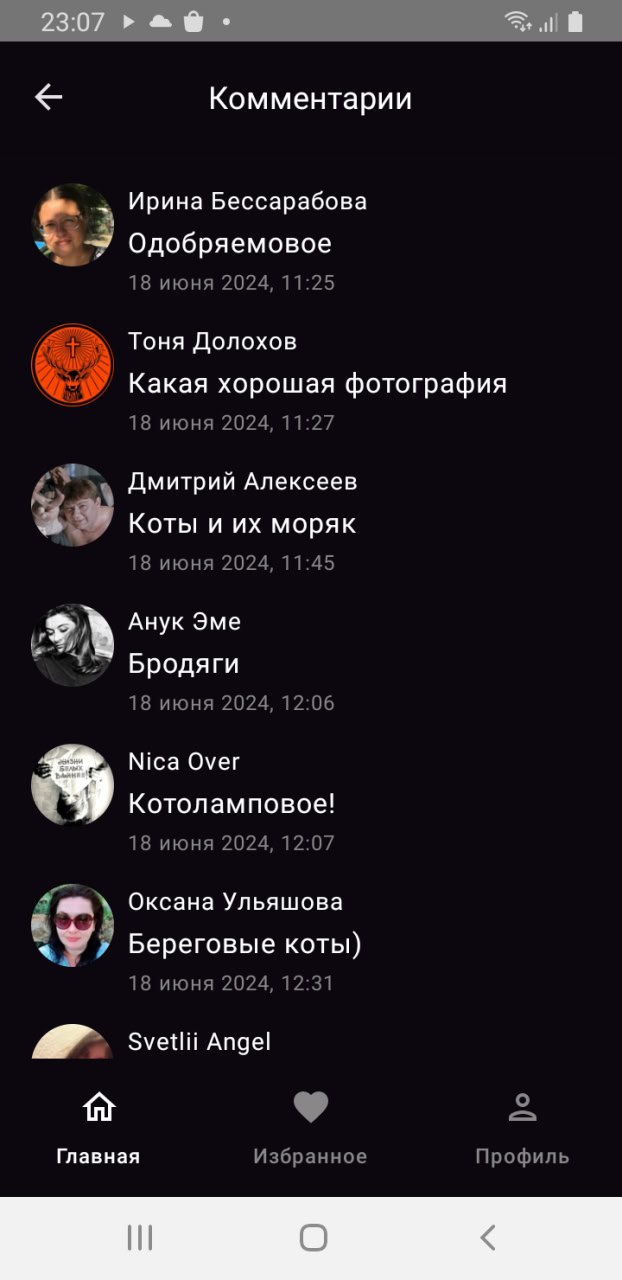 23:07
Комментарии
Ирина Бессарабова
Одобряемовое
18 июня 2024, 11:25
Тоня Долохов
Какая хорошая фотография
18 июня 2024, 11:27
Дмитрий Алексеев
Коты и их моряк
18 июня 2024, 11:45
Анук Эме
Бродяги
18 июня 2024, 12:06
Nica Over
Котоламповое!
18 июня 2024, 12:07
Оксана Ульяшова
Береговые коты)
18 июня 2024, 12:31
Svetlii Angel
Главная
Избранное
Профиль